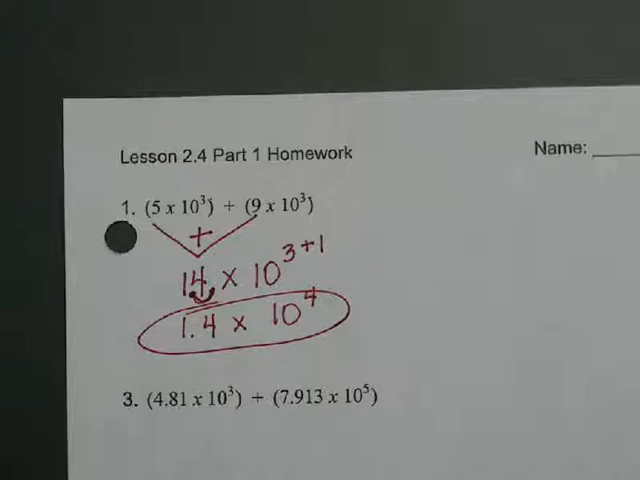 Lesson 2.4 Part 1 Homework Name: ____
1. (5 x 10³) + (9 x 10³)
+
14 x 10³⁺¹
1.4 x 10⁴
3. (4.81 x 10³) + (7.913 x 10⁵)